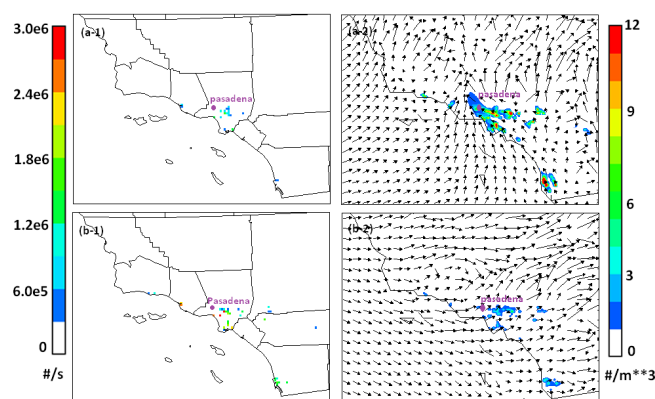 3.0e6
2.4e6
1.8e6
1.2e6
6.0e5
0
#/s
(a-1)
pasadena
(a-2)
pasadena
(b-1)
Pasadena
(b-2)
pasadena
12
9
6
3
0
#/m**3